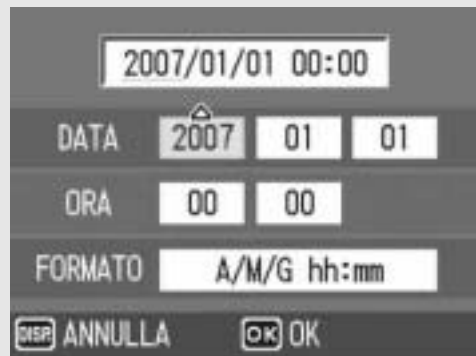 2007/01/01 00:00
DATA 2007 01 01
ORA 00 00
FORMATO A/M/G hh:mm
DISP. ANNULLA OK OK